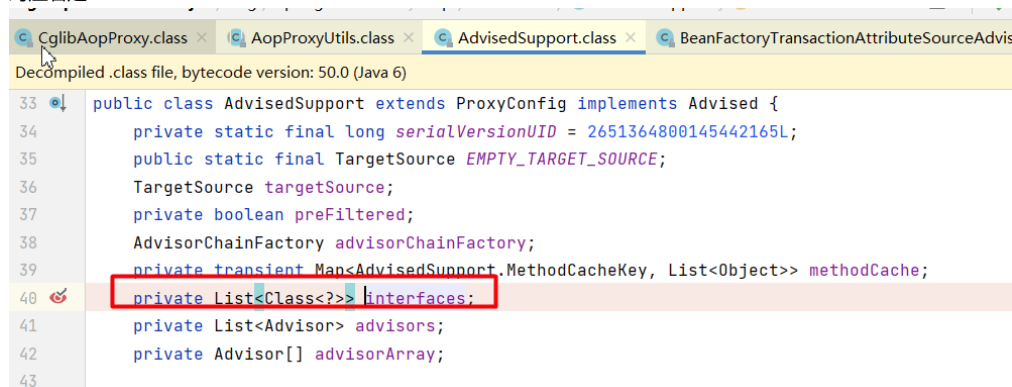 CglibAopProxy.class × AopProxyUtils.class × AdvisedSupport.class × BeanFactoryTransactionAttributeSourceAdvis
Decompiled .class file, bytecode version: 50.0 (Java 6)
33 public class AdvisedSupport extends ProxyConfig implements Advised {
34 private static final long serialVersionUID = 2651364800145442165L;
35 public static final TargetSource EMPTY_TARGET_SOURCE;
36 TargetSource targetSource;
37 private boolean preFiltered;
38 AdvisorChainFactory advisorChainFactory;
39 private transient Map<AdvisedSupport.MethodCacheKey, List<Object>> methodCache;
40 private List<Class<?>> interfaces;
41 private List<Advisor> advisors;
42 private Advisor[] advisorArray;
43